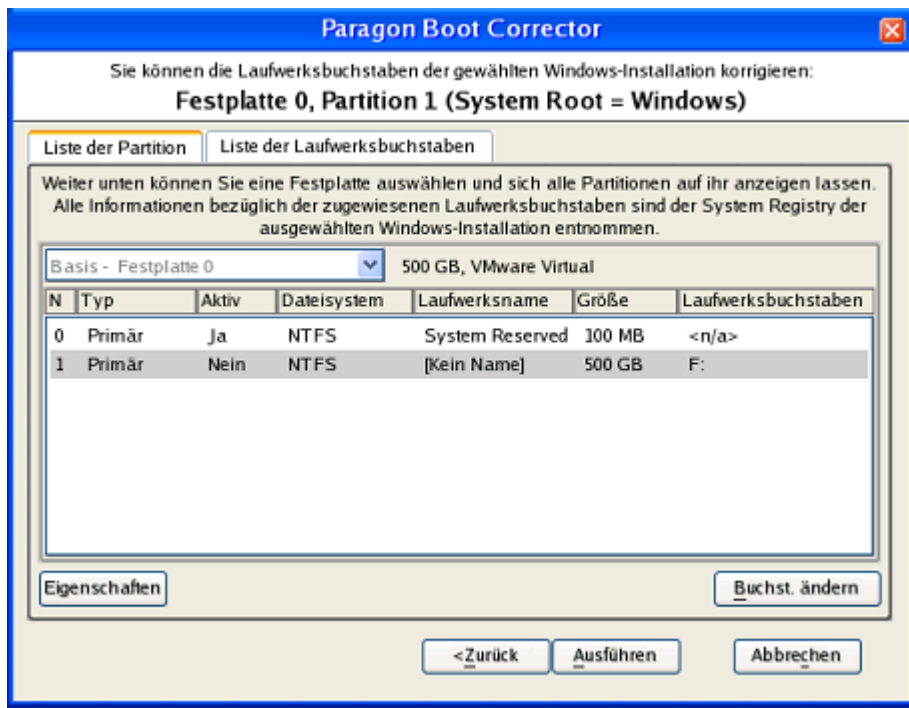 Paragon Boot Corrector
Sie können die Laufwerksbuchstaben der gewählten Windows-Installation korrigieren:
Festplatte 0, Partition 1 (System Root = Windows)
Liste der Partition Liste der Laufwerksbuchstaben
Weiter unten können Sie eine Festplatte auswählen und sich alle Partitionen auf ihr anzeigen lassen.
Alle Informationen bezüglich der zugewiesenen Laufwerksbuchstaben sind der System Registry der
ausgewählten Windows-Installation entnommen.
Basis - Festplatte 0 500 GB, VMware Virtual
N Typ Aktiv Dateisystem Laufwerksname Größe Laufwerksbuchstaben
0 Primär Ja NTFS System Reserved 100 MB <n/a>
1 Primär Nein NTFS [Kein Name] 500 GB F:
Eigenschaften Buchst. ändern
<Zurück Ausführen Abbrechen